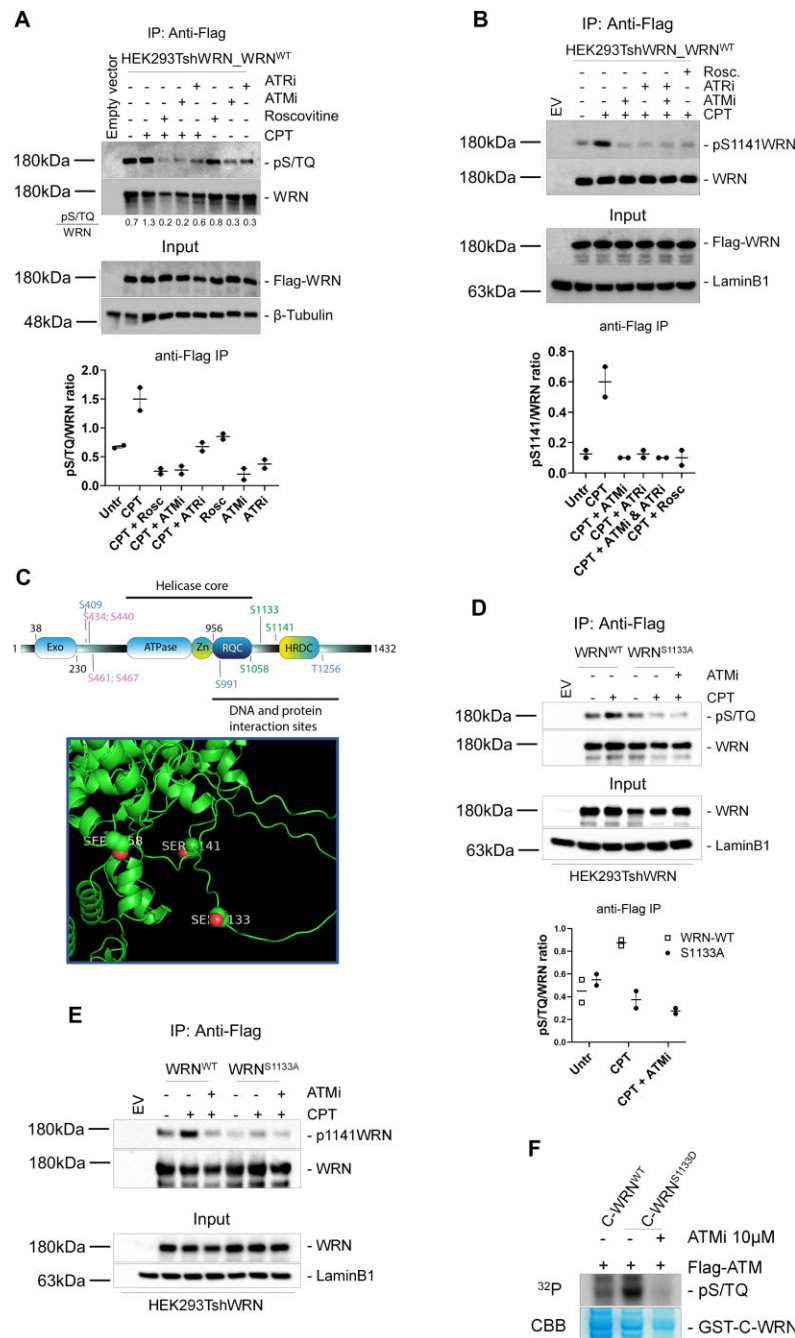 A
IP: Anti-Flag
HEK293TshWRN_WRNWT
Empty vector
- - - - + - - + ATRi
- - - + - - + - ATMi
- - + - - + - - Roscovitine
- + + + + - - - CPT
180kDa - pS/TQ
180kDa - WRN
pS/TQ
WRN
0.7 1.3 0.2 0.2 0.6 0.8 0.3 0.3
Input
180kDa - Flag-WRN
48kDa - β-Tubulin
anti-Flag IP
pS/TQ/WRN ratio
2.0
1.5
1.0
0.5
0.0
Untr
CPT
CPT + Rosc
CPT + ATMi
CPT + ATRi
Rosc
ATMi
ATRi
B
IP: Anti-Flag
HEK293TshWRN_WRNWT
EV
- - - - - + Rosc.
- - - + + - ATRi
- - + - + - ATMi
- + + + + + CPT
180kDa - pS1141WRN
180kDa - WRN
Input
180kDa - Flag-WRN
63kDa - LaminB1
anti-Flag IP
pS1141/WRN ratio
0.8
0.6
0.4
0.2
0.0
Untr
CPT
CPT + ATMi
CPT + ATRi
CPT + ATMi & ATRi
CPT + Rosc
C
Helicase core
S409
S434; S440
S1133
S1141
38
956
1
Exo
ATPase
Zn
RQC
HRDC
1432
230
S461; S467
S991
S1058
T1256
DNA and protein
interaction sites
SER 133
D
IP: Anti-Flag
WRNWT WRNS1133A
EV
- - - - + ATMi
- + - + + CPT
180kDa - pS/TQ
180kDa - WRN
Input
180kDa - WRN
63kDa - LaminB1
HEK293TshWRN
anti-Flag IP
pS/TQ/WRN ratio
1.0
0.8
0.6
0.4
0.2
0.0
WRN-WT
S1133A
Untr
CPT
CPT + ATMi
E
IP: Anti-Flag
WRNWT WRNS1133A
EV
- - + - - + ATMi
- + + - + + CPT
180kDa - p1141WRN
180kDa - WRN
Input
180kDa - WRN
63kDa - LaminB1
HEK293TshWRN
F
C-WRNWT
C-WRNS1133D
- - + ATMi 10µM
+ + + Flag-ATM
32P - pS/TQ
CBB - GST-C-WRN